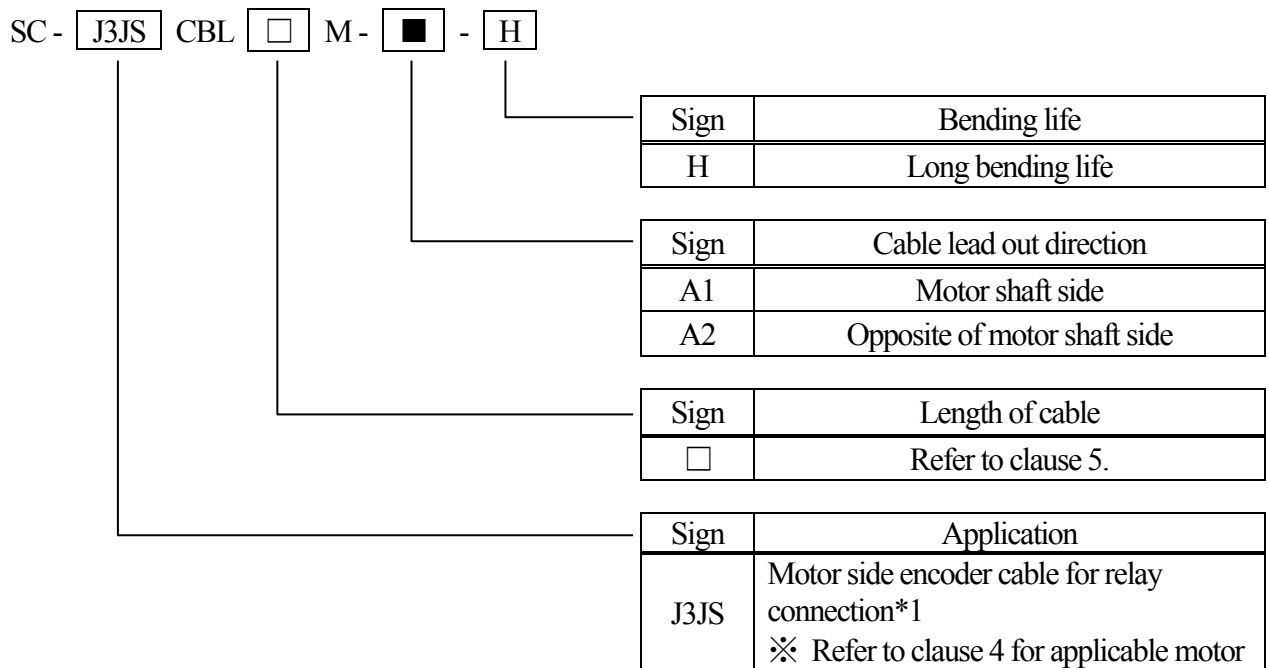 SC - J3JS CBL □ M - ■ - H
Sign Bending life
H Long bending life
Sign Cable lead out direction
A1 Motor shaft side
A2 Opposite of motor shaft side
Sign Length of cable
□ Refer to clause 5.
Sign Application
J3JS Motor side encoder cable for relay
connection*1
※ Refer to clause 4 for applicable motor